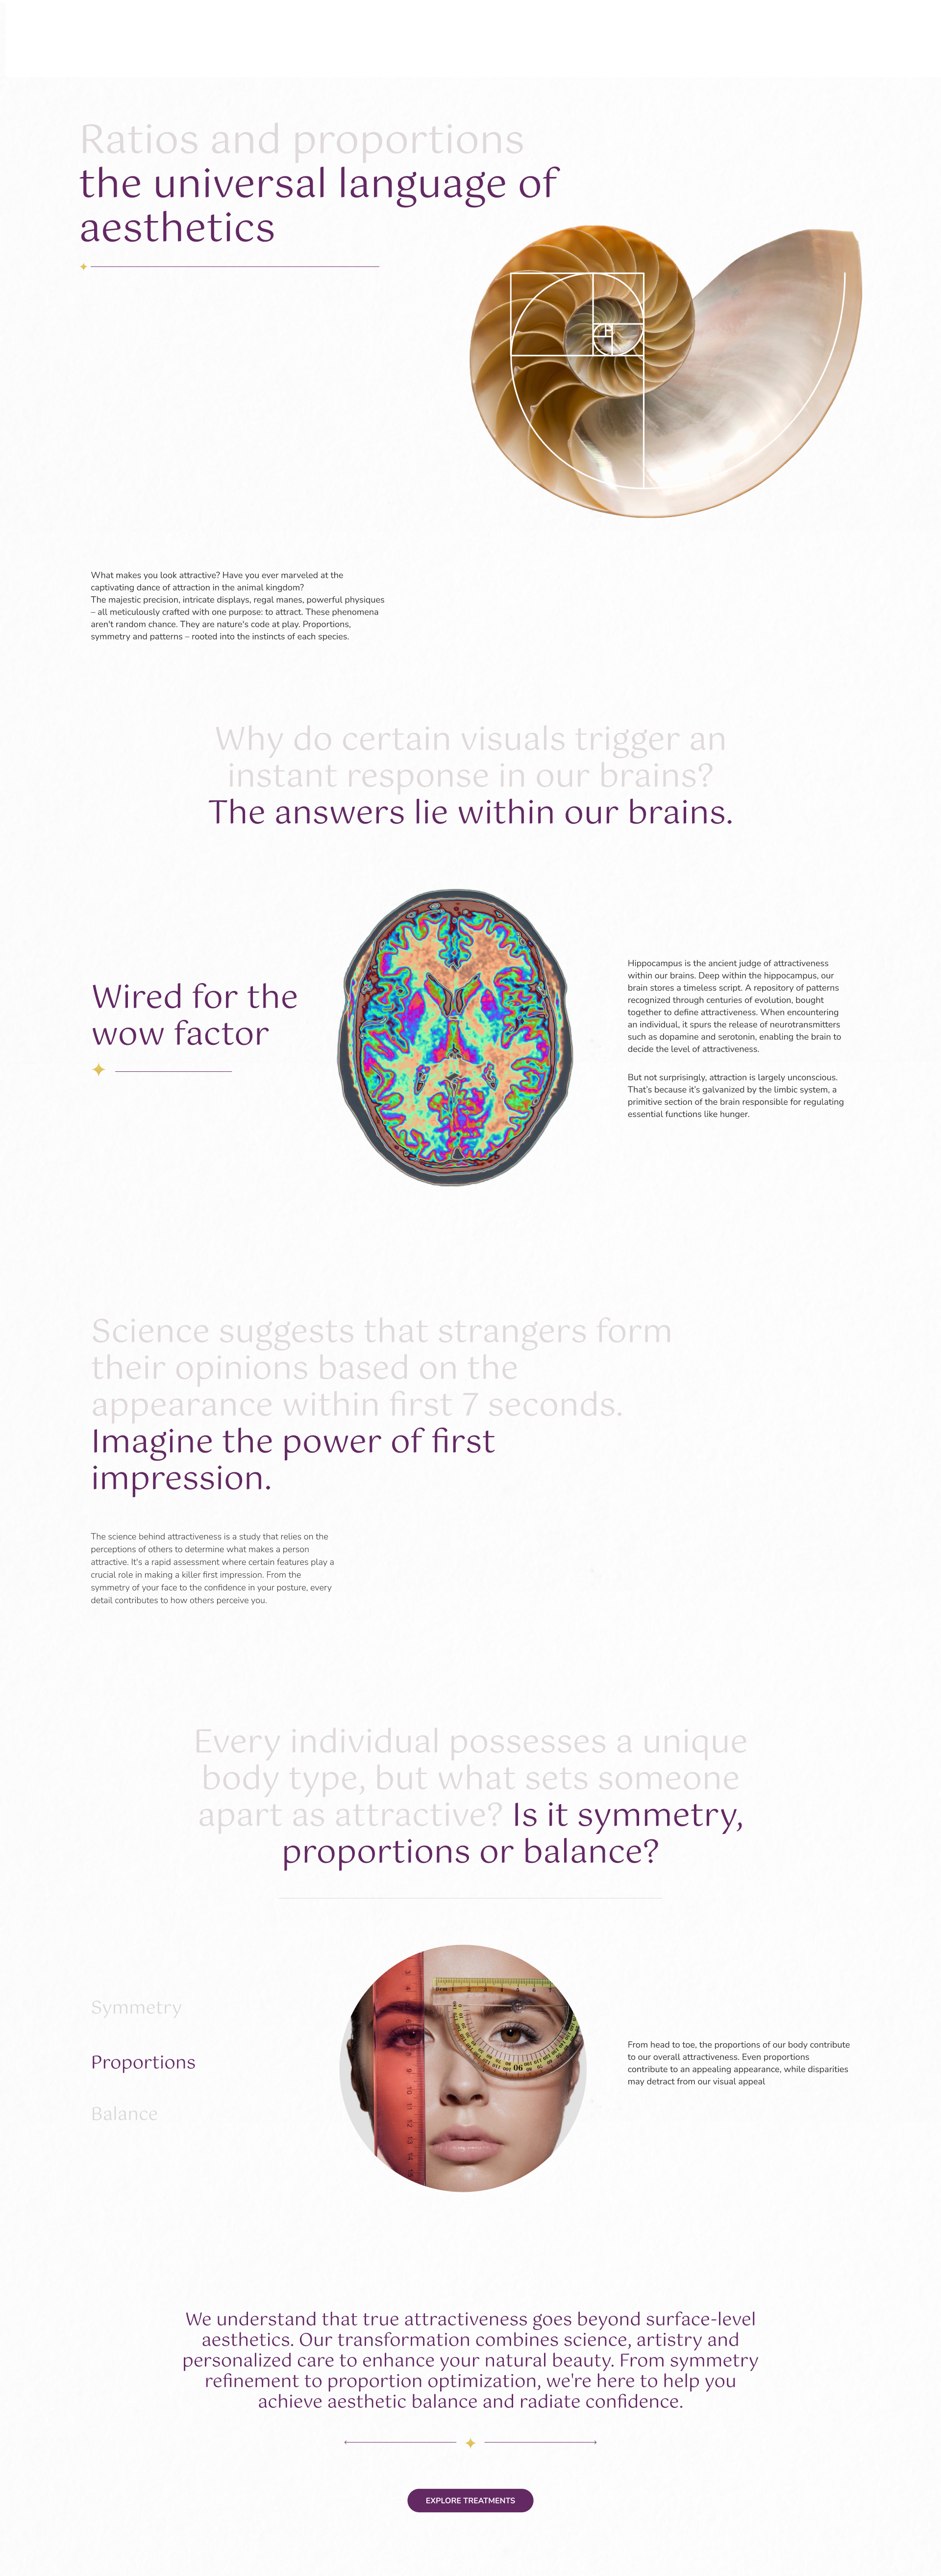 Ratios and proportions
the universal language of
aesthetics
What makes you look attractive? Have you ever marveled at the
captivating dance of attraction in the animal kingdom?
The majestic precision, intricate displays, regal manes, powerful physiques
– all meticulously crafted with one purpose: to attract. These phenomena
aren't random chance. They are nature's code at play. Proportions,
symmetry and patterns – rooted into the instincts of each species.
Why do certain visuals trigger an
instant response in our brains?
The answers lie within our brains.
Wired for the
wow factor
Hippocampus is the ancient judge of attractiveness
within our brains. Deep within the hippocampus, our
brain stores a timeless script. A repository of patterns
recognized through centuries of evolution, bought
together to define attractiveness. When encountering
an individual, it spurs the release of neurotransmitters
such as dopamine and serotonin, enabling the brain to
decide the level of attractiveness.
But not surprisingly, attraction is largely unconscious.
That's because it's galvanized by the limbic system, a
primitive section of the brain responsible for regulating
essential functions like hunger.
Science suggests that strangers form
their opinions based on the
appearance within first 7 seconds.
Imagine the power of first
impression.
The science behind attractiveness is a study that relies on the
perceptions of others to determine what makes a person
attractive. It's a rapid assessment where certain features play a
crucial role in making a killer first impression. From the
symmetry of your face to the confidence in your posture, every
detail contributes to how others perceive you.
Every individual possesses a unique
body type, but what sets someone
apart as attractive? Is it symmetry,
proportions or balance?
Symmetry
Proportions
Balance
From head to toe, the proportions of our body contribute
to our overall attractiveness. Even proportions
contribute to an appealing appearance, while disparities
may detract from our visual appeal
We understand that true attractiveness goes beyond surface-level
aesthetics. Our transformation combines science, artistry and
personalized care to enhance your natural beauty. From symmetry
refinement to proportion optimization, we're here to help you
achieve aesthetic balance and radiate confidence.
EXPLORE TREATMENTS